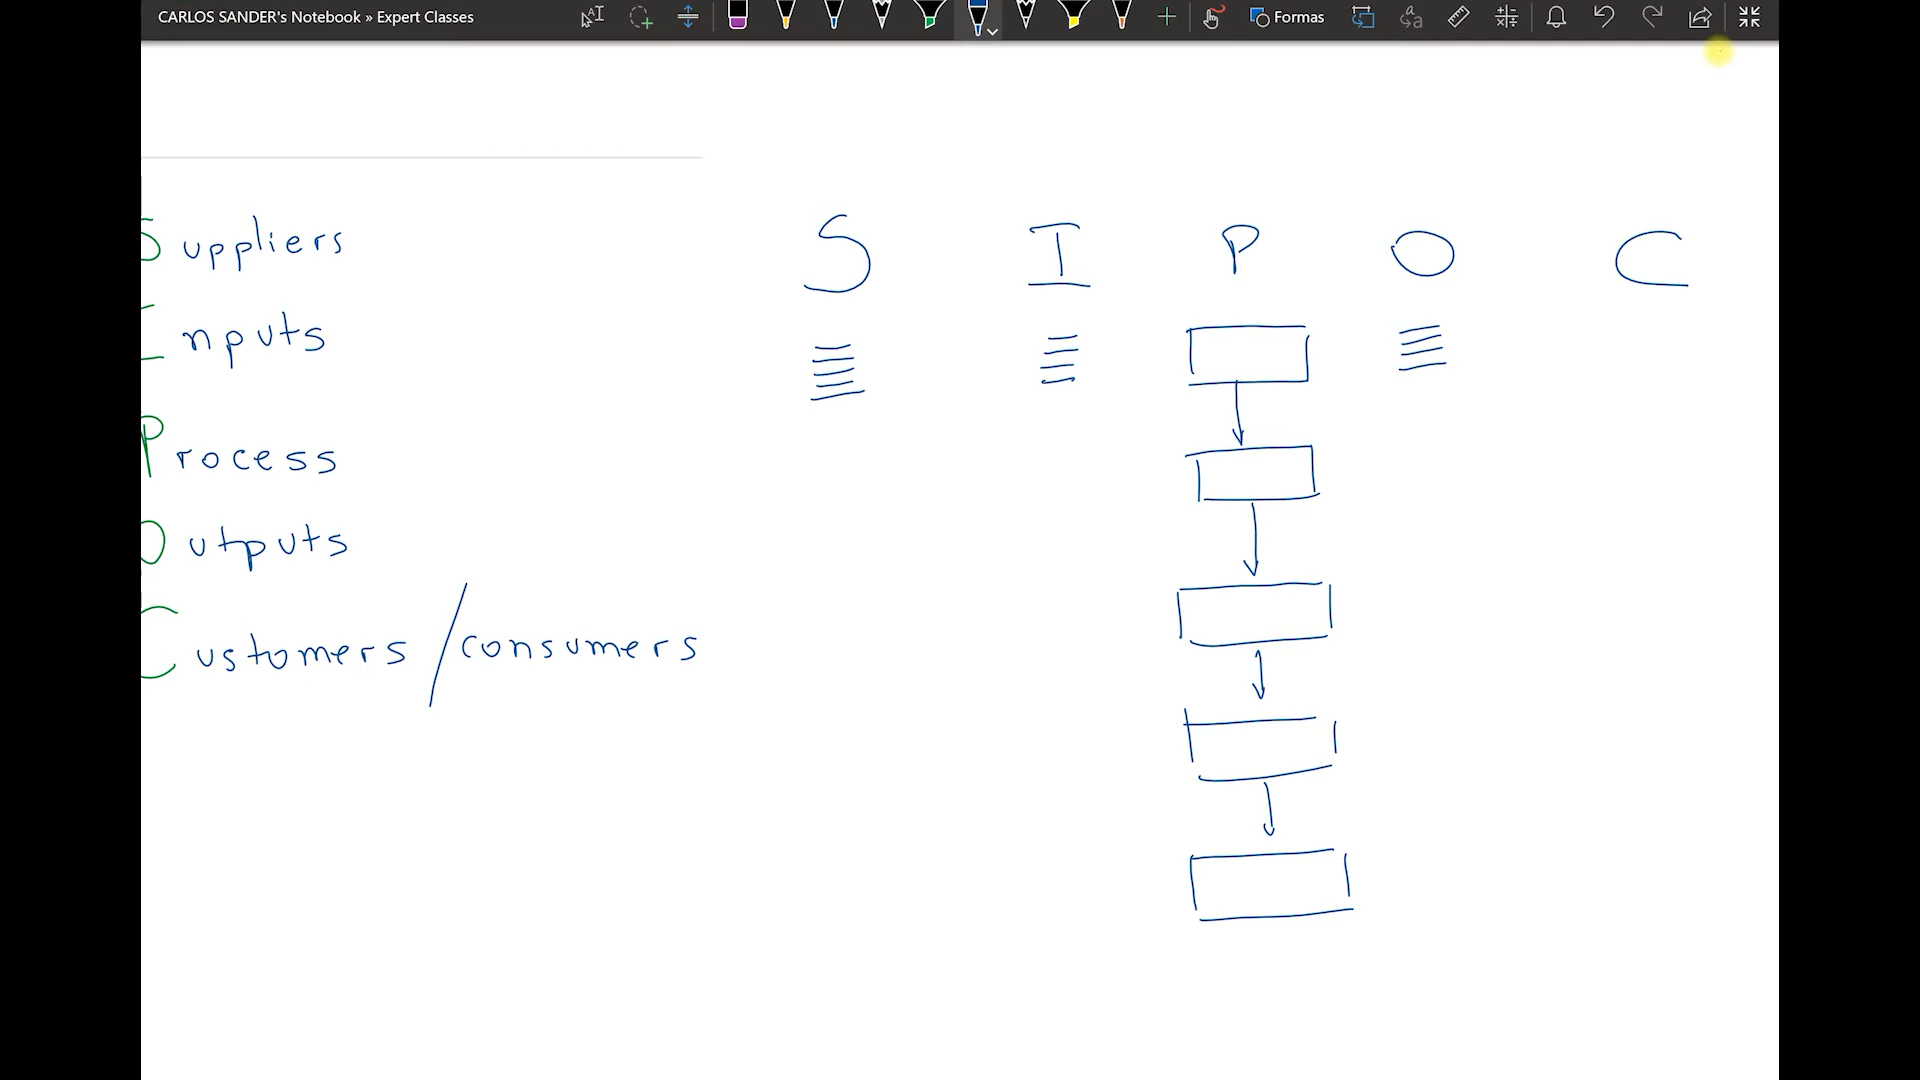 CARLOS SANDER's Notebook » Expert Classes
Formas
S I P O C
Suppliers
Inputs
Process
Outputs
Customers/consumers